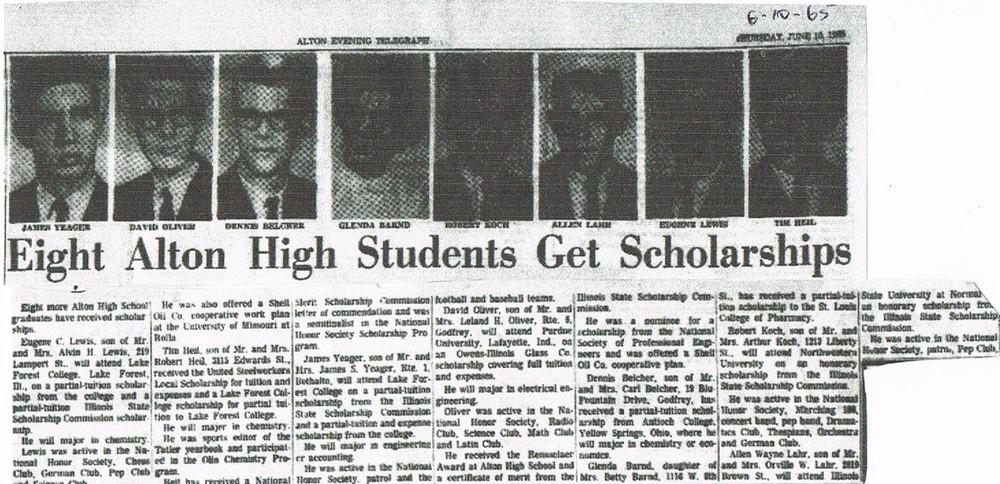 6-10-65
ALTON EVENING TELEGRAPH
THURSDAY, JUNE 10, 1965
JAMES YEAGER
DAVID OLIVER
DENNIS BELCHER
GLENDA BARND
ROBERT KOCH
ALLEN LAHR
EUGENE LEWIS
TIM HEIL
Eight Alton High Students Get Scholarships
Eight more Alton High School
graduates have received scholar
ships.
Eugene C. Lewis, son of Mr.
and Mrs. Alvin H. Lewis, 219
Lampert St., will attend Lake
Forest College, Lake Forest,
Ill., on a partial-tuition scholar-
ship from the college and a
partial-tuition Illinois State
Scholarship Commission scholar-
ship.
He will major in chemistry.
Lewis was active in the Na-
tional Honor Society, Chess
Club, German Club, Pep Club
and Science Club.
He was also offered a Shell
Oil Co. cooperative work plan
at the University of Missouri at
Rolla
Tim Heil, son of Mr. and Mrs.
Robert Heil, 3315 Edwards St.,
received the United Steelworkers
Local Scholarship for tuition and
expenses and a Lake Forest Col-
lege scholarship for partial tui-
tion to Lake Forest College.
He will major in chemistry.
He was sports editor of the
Tatler yearbook and participat-
ed in the Olin Chemistry Pro-
gram.
Heil has received a National
Merit Scholarship Commission
letter of commendation and was
a semifinalist in the National
Honor Society Scholarship Pro
gram.
James Yeager, son of Mr. and
Mrs. James S. Yeager, Rte. 1,
Bethalto, will attend Lake For-
est College on a partial-tuition
scholarship from the Illinois
State Scholarship Commission
and a partial-tuition and expense
scholarship from the college.
He will major in engineering
or accounting.
He was active in the National
Honor Society, patrol and the
football and baseball teams.
David Oliver, son of Mr. and
Mrs. Leland H. Oliver, Rte. 6,
Godfrey, will attend Purdue
University, Lafayette, Ind., on
an Owens-Illinois Glass Co.
scholarship covering full tuition
and expenses.
He will major in electrical en-
gineering.
Oliver was active in the Na-
tional Honor Society, Radio
Club, Science Club, Math Club
and Latin Club.
He received the Rensselaer
Award at Alton High School and
a certificate of merit from the
Illinois State Scholarship Com-
mission.
He was a nominee for a
scholarship from the National
Society of Professional Engi-
neers and was offered a Shell
Oil Co. cooperative plan.
Dennis Belcher, son of Mr.
and Mrs. Carl Belcher, 19 Blu-
Fountain Drive, Godfrey, has
received a partial-tuition schol-
arship from Antioch College,
Yellow Springs, Ohio, where he
will major in chemistry or eco-
nomics.
Glenda Barnd, daughter of
Mrs. Betty Barnd, 1116 W. 9th
St., has received a partial-tui-
tion scholarship to the St. Louis
College of Pharmacy.
Robert Koch, son of Mr. and
Mrs. Arthur Koch, 1213 Liberty
St., will attend Northwestern
University on an honorary
scholarship from the Illinois
State Scholarship Commission.
He was active in the National
Honor Society, Marching 100,
concert band, pep band, Drama-
tics Club, Thespians, Orchestra
and German Club.
Allen Wayne Lahr, son of Mr.
and Mrs. Orville W. Lahr, 2819
Brown St., will attend Illinois
State University at Normal
an honorary scholarship from
the Illinois State Scholarship
Commission.
He was active in the National
Honor Society, patrol, Pep Club,